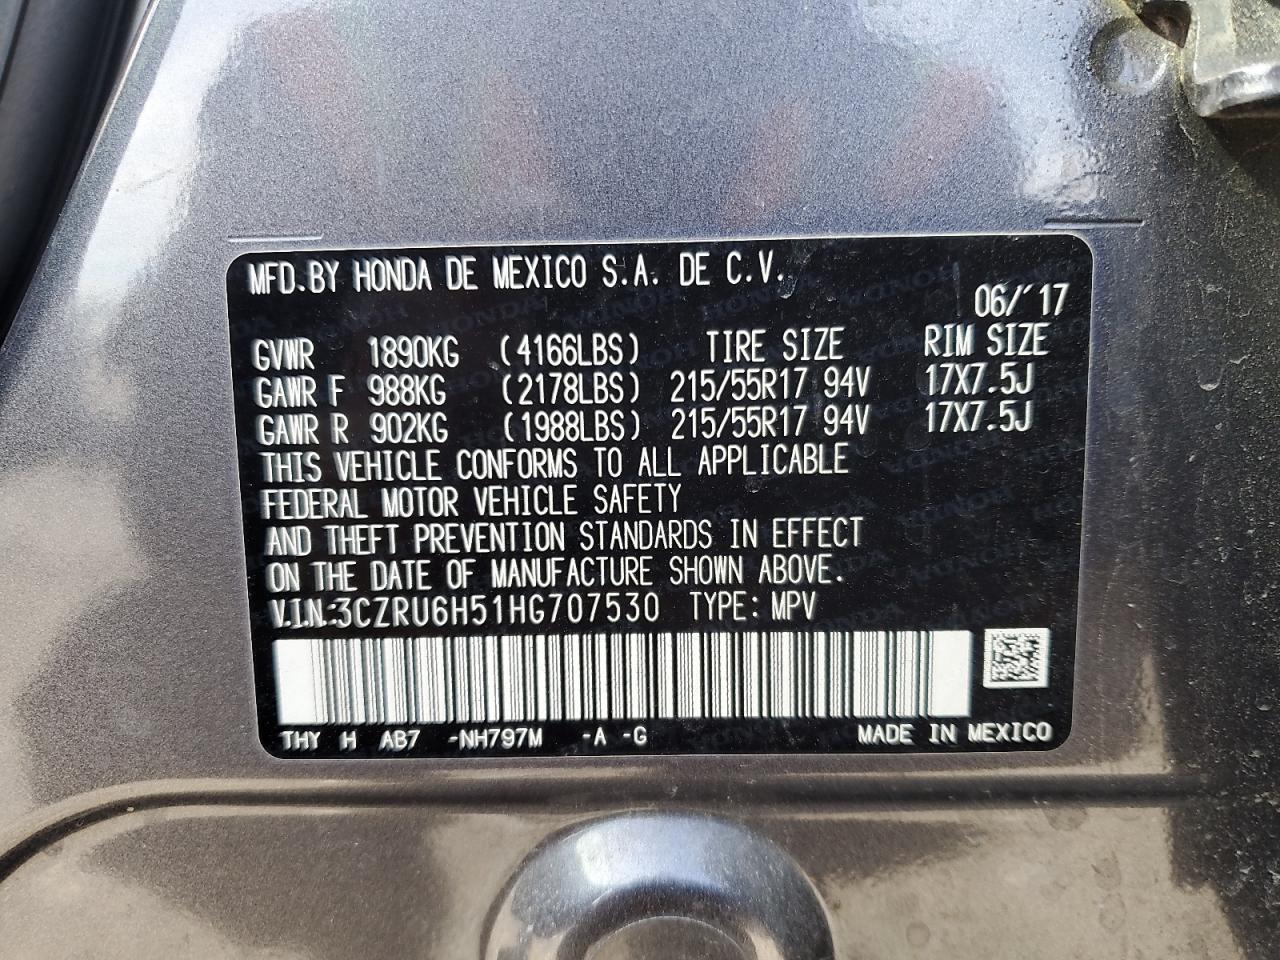 MFD.BY HONDA DE MEXICO S.A. DE C.V.
06/'17
GVWR 1890KG (4166LBS) TIRE SIZE RIM SIZE
GAWR F 988KG (2178LBS) 215/55R17 94V 17X7.5J
GAWR R 902KG (1988LBS) 215/55R17 94V 17X7.5J
THIS VEHICLE CONFORMS TO ALL APPLICABLE
FEDERAL MOTOR VEHICLE SAFETY
AND THEFT PREVENTION STANDARDS IN EFFECT
ON THE DATE OF MANUFACTURE SHOWN ABOVE.
V.I.N:3CZRU6H51HG707530 TYPE: MPV
THY H AB7 -NH797M -A -G MADE IN MEXICO